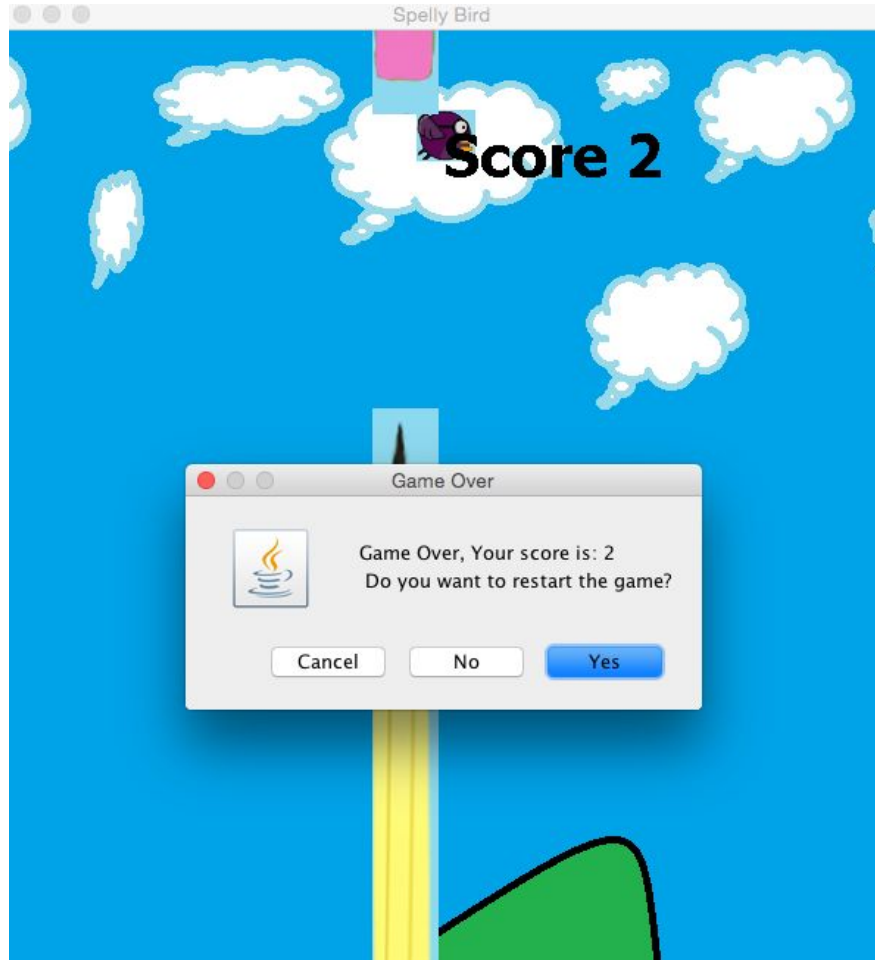 Spelly Bird
Score 2
Game Over
Game Over, Your score is: 2
Do you want to restart the game?
Cancel
No
Yes